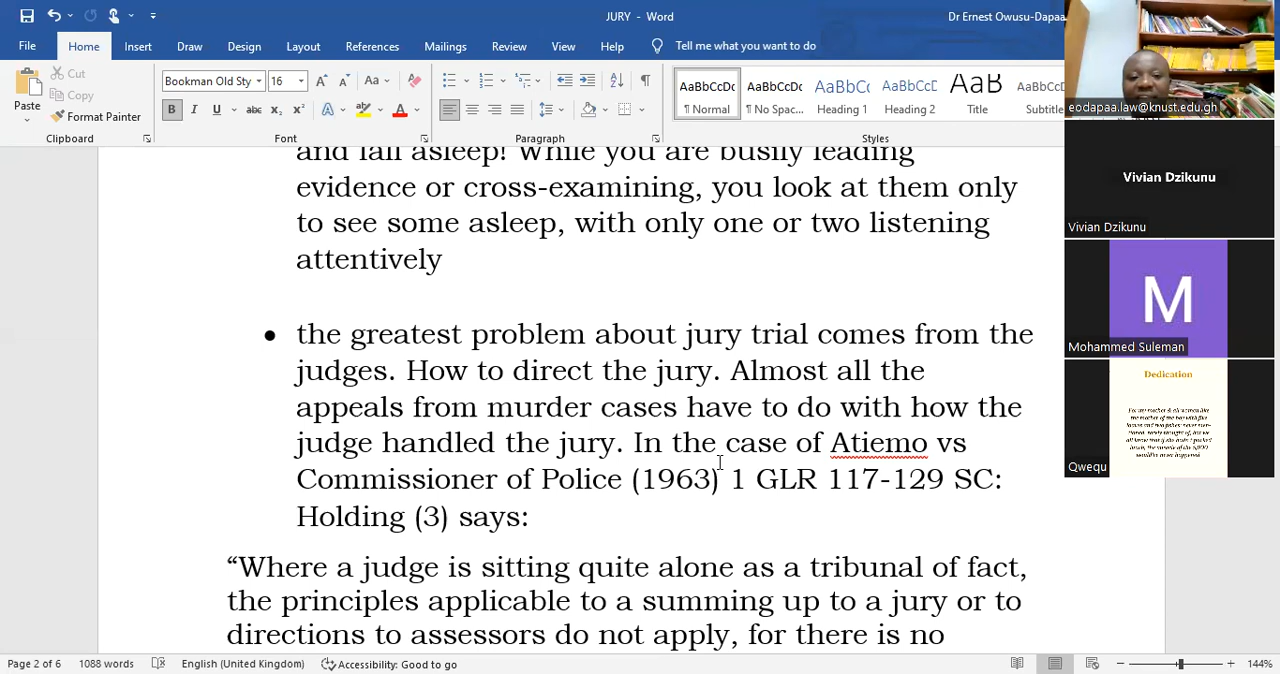 JURY - Word
Dr Ernest Owusu-Dapaa
File Home Insert Draw Design Layout References Mailings Review View Help Tell me what you want to do
Paste
Cut
Copy
Format Painter
Clipboard
Bookman Old Sty 16 Aa
B I U abc x₂ x² A A
Font
Paragraph
AaBbCcDc AaBbCcDc AaBbCcD AaBbCcD AaB AaBbCcD
¶ Normal ¶ No Spac... Heading 1 Heading 2 Title Subtitle
Styles
and fall asleep! While you are busily leading
evidence or cross-examining, you look at them only
to see some asleep, with only one or two listening
attentively
• the greatest problem about jury trial comes from the
judges. How to direct the jury. Almost all the
appeals from murder cases have to do with how the
judge handled the jury. In the case of Atiemo vs
Commissioner of Police (1963) 1 GLR 117-129 SC:
Holding (3) says:
“Where a judge is sitting quite alone as a tribunal of fact,
the principles applicable to a summing up to a jury or to
directions to assessors do not apply, for there is no
eodapaa.law@knust.edu.gh
Vivian Dzikunu
Vivian Dzikunu
M
Mohammed Suleman
Dedication
Qwequ
Page 2 of 6 1088 words English (United Kingdom) Accessibility: Good to go 144%